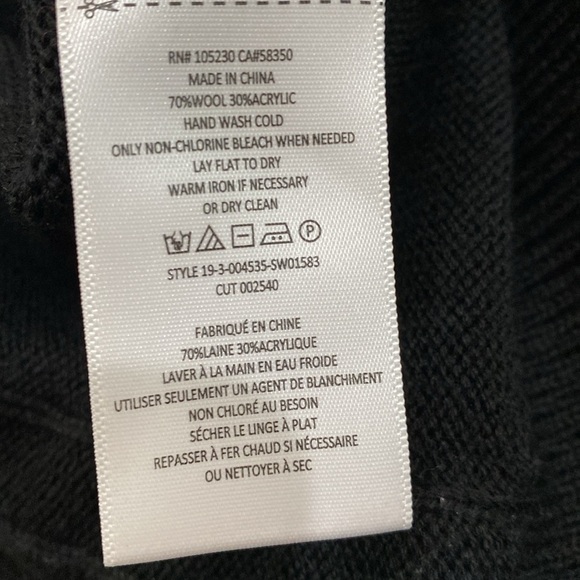 RN# 105230 CA#58350
MADE IN CHINA
70%WOOL 30%ACRYLIC
HAND WASH COLD
ONLY NON-CHLORINE BLEACH WHEN NEEDED
LAY FLAT TO DRY
WARM IRON IF NECESSARY
OR DRY CLEAN
P
STYLE 19-3-004535-SW01583
CUT 002540
FABRIQUÉ EN CHINE
70%LAINE 30%ACRYLIQUE
LAVER À LA MAIN EN EAU FROIDE
UTILISER SEULEMENT UN AGENT DE BLANCHIMENT
NON CHLORÉ AU BESOIN
SÉCHER LE LINGE À PLAT
REPASSER À FER CHAUD SI NÉCESSAIRE
OU NETTOYER À SEC